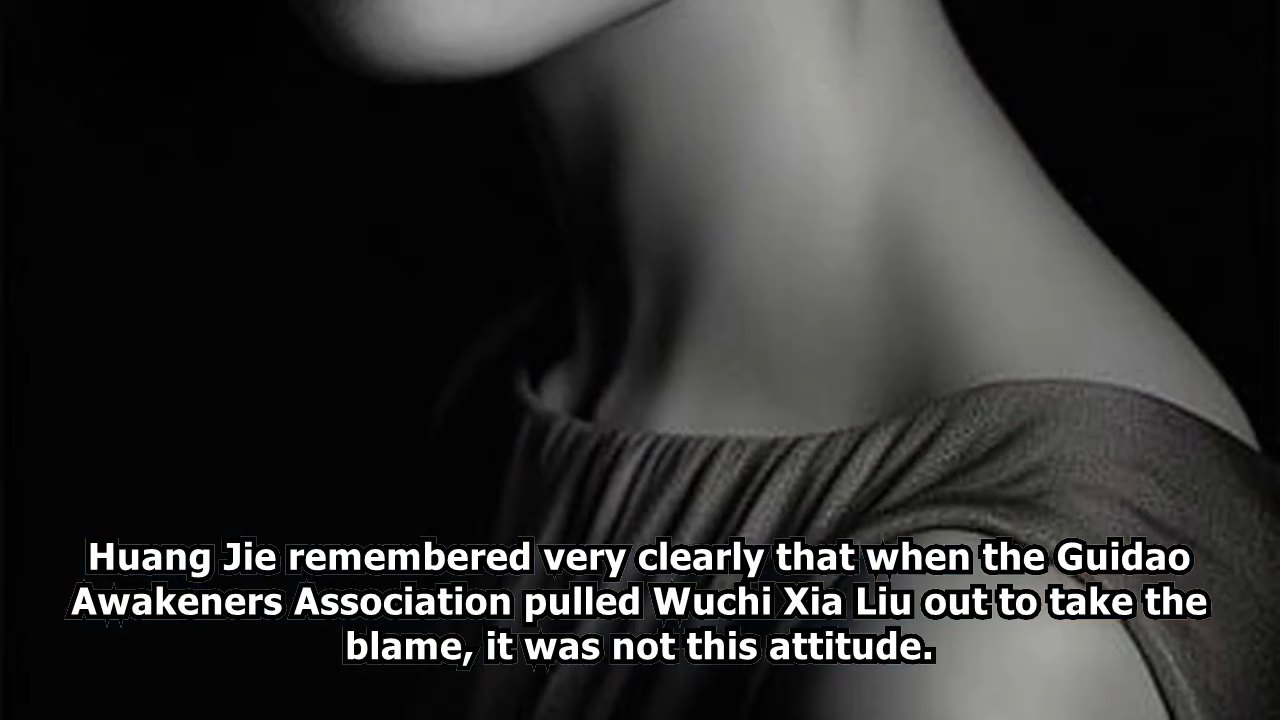 Huang Jie remembered very clearly that when the Guidao
Awakeners Association pulled Wuchi Xia Liu out to take the
blame, it was not this attitude.